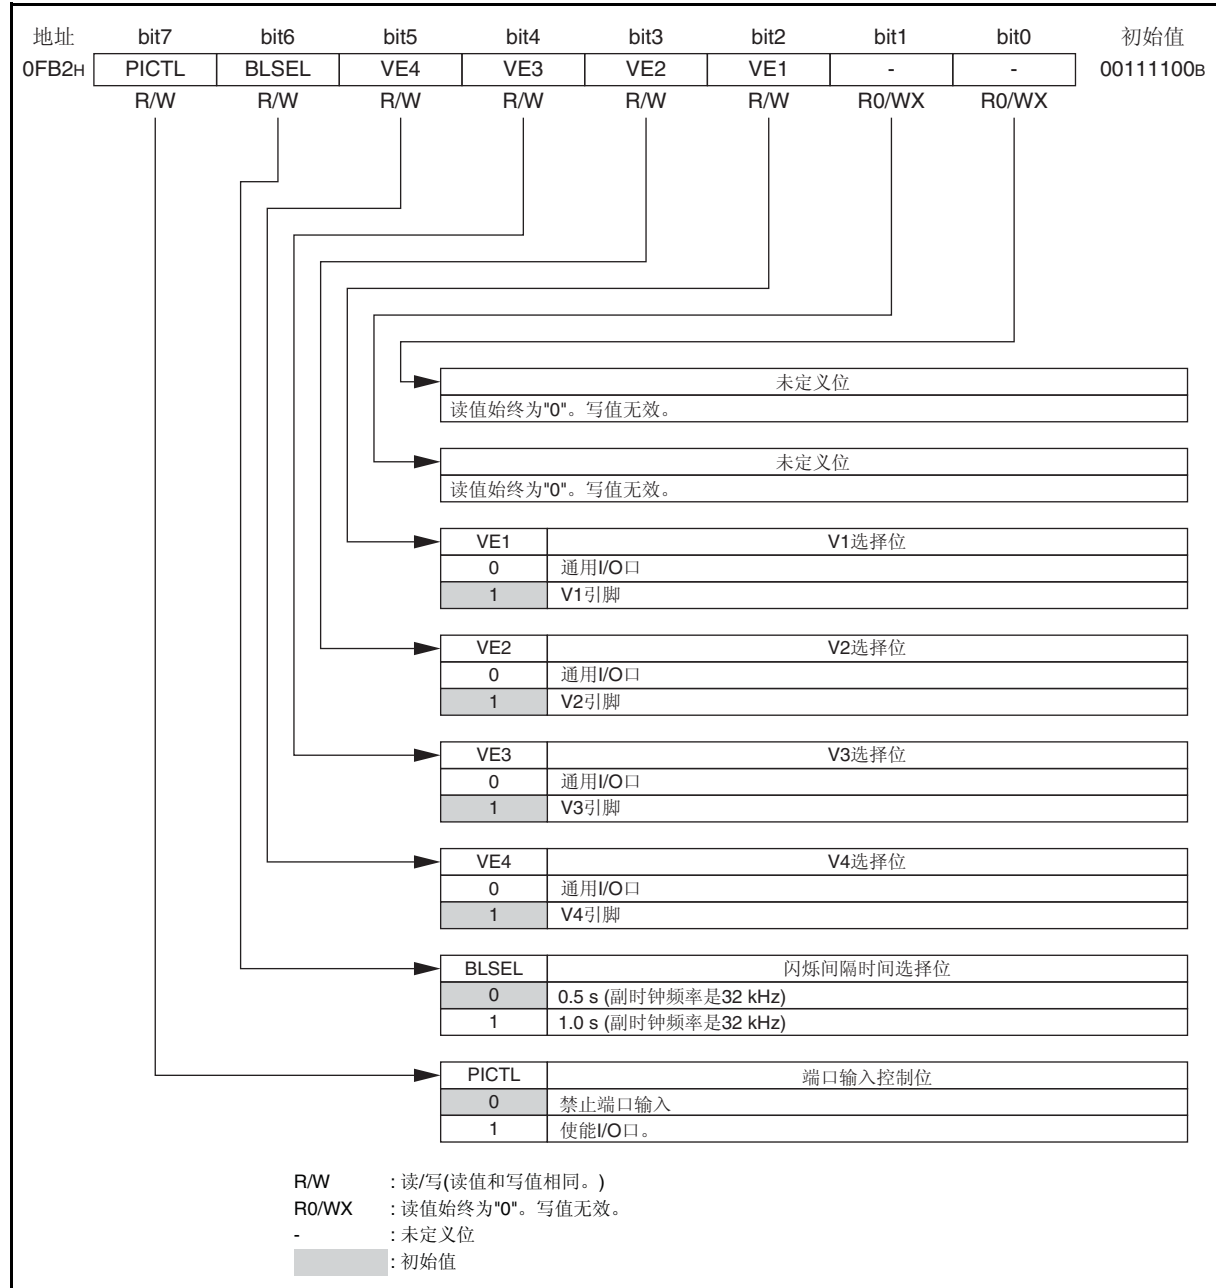 地址 bit7 bit6 bit5 bit4 bit3 bit2 bit1 bit0 初始值
0FB2H PICTL BLSEL VE4 VE3 VE2 VE1 - - 00111100B
R/W R/W R/W R/W R/W R/W R0/WX R0/WX
未定义位
读值始终为"0"。写值无效。
未定义位
读值始终为"0"。写值无效。
VE1 V1选择位
0 通用I/O口
1 V1引脚
VE2 V2选择位
0 通用I/O口
1 V2引脚
VE3 V3选择位
0 通用I/O口
1 V3引脚
VE4 V4选择位
0 通用I/O口
1 V4引脚
BLSEL 闪烁间隔时间选择位
0 0.5 s (副时钟频率是32 kHz)
1 1.0 s (副时钟频率是32 kHz)
PICTL 端口输入控制位
0 禁止端口输入
1 使能I/O口。
R/W : 读/写(读值和写值相同。)
R0/WX : 读值始终为"0"。写值无效。
- : 未定义位
: 初始值